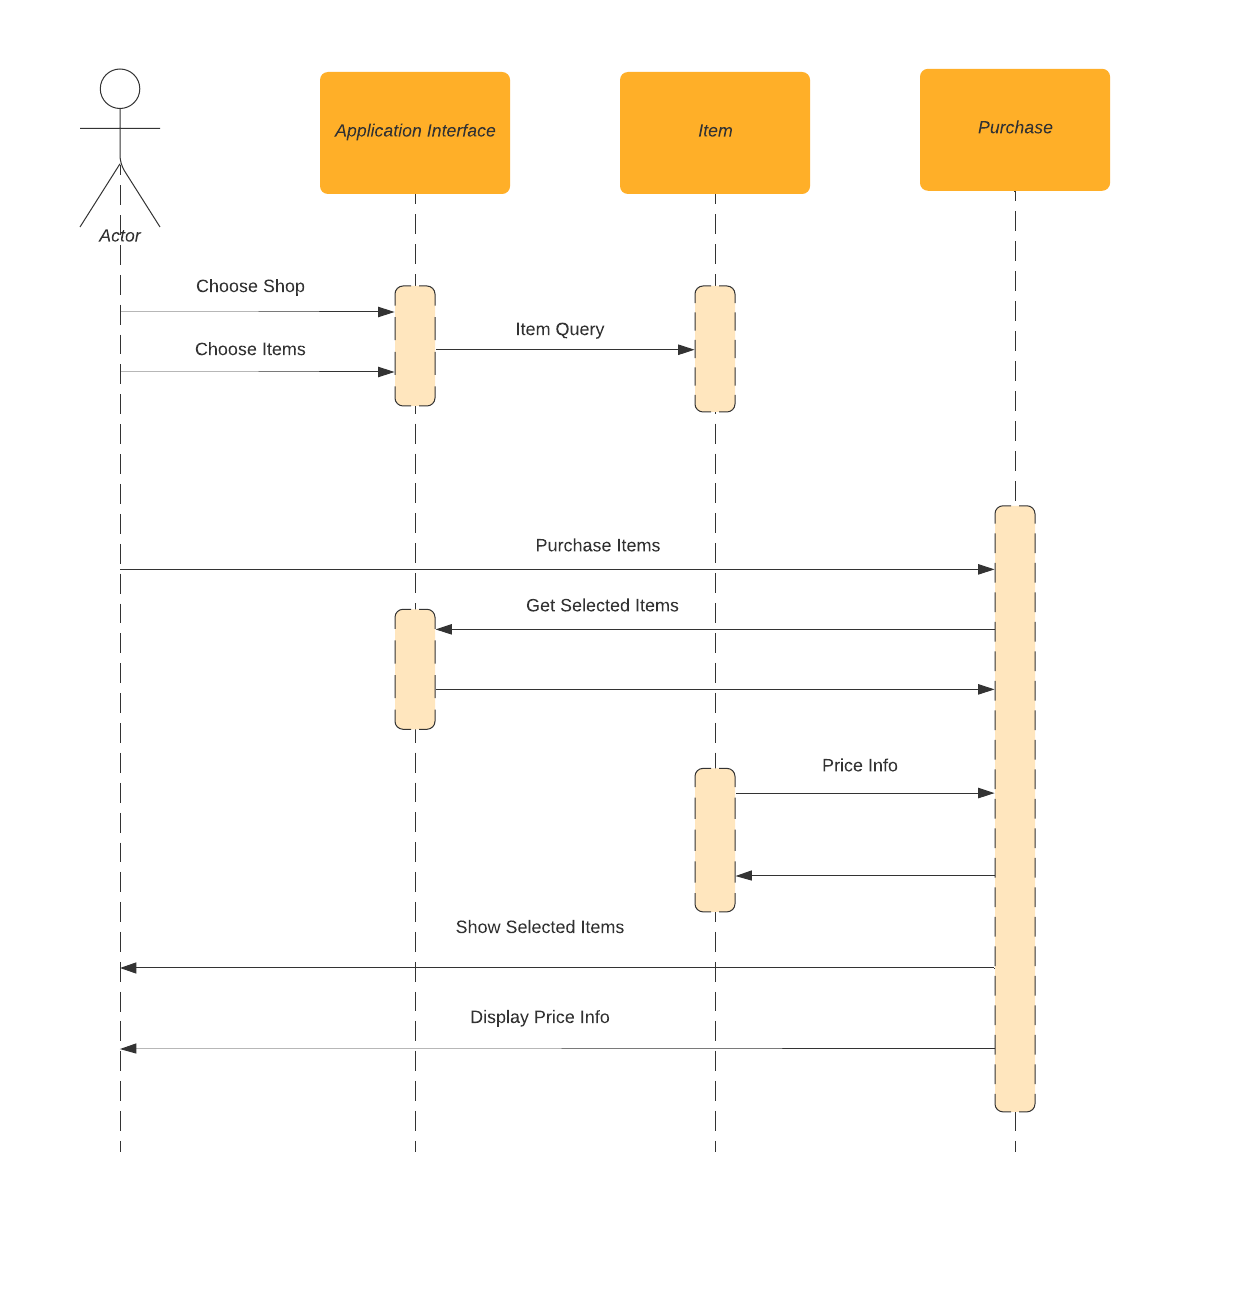 Application Interface
Item
Purchase
Actor
Choose Shop
Item Query
Choose Items
Purchase Items
Get Selected Items
Price Info
Show Selected Items
Display Price Info